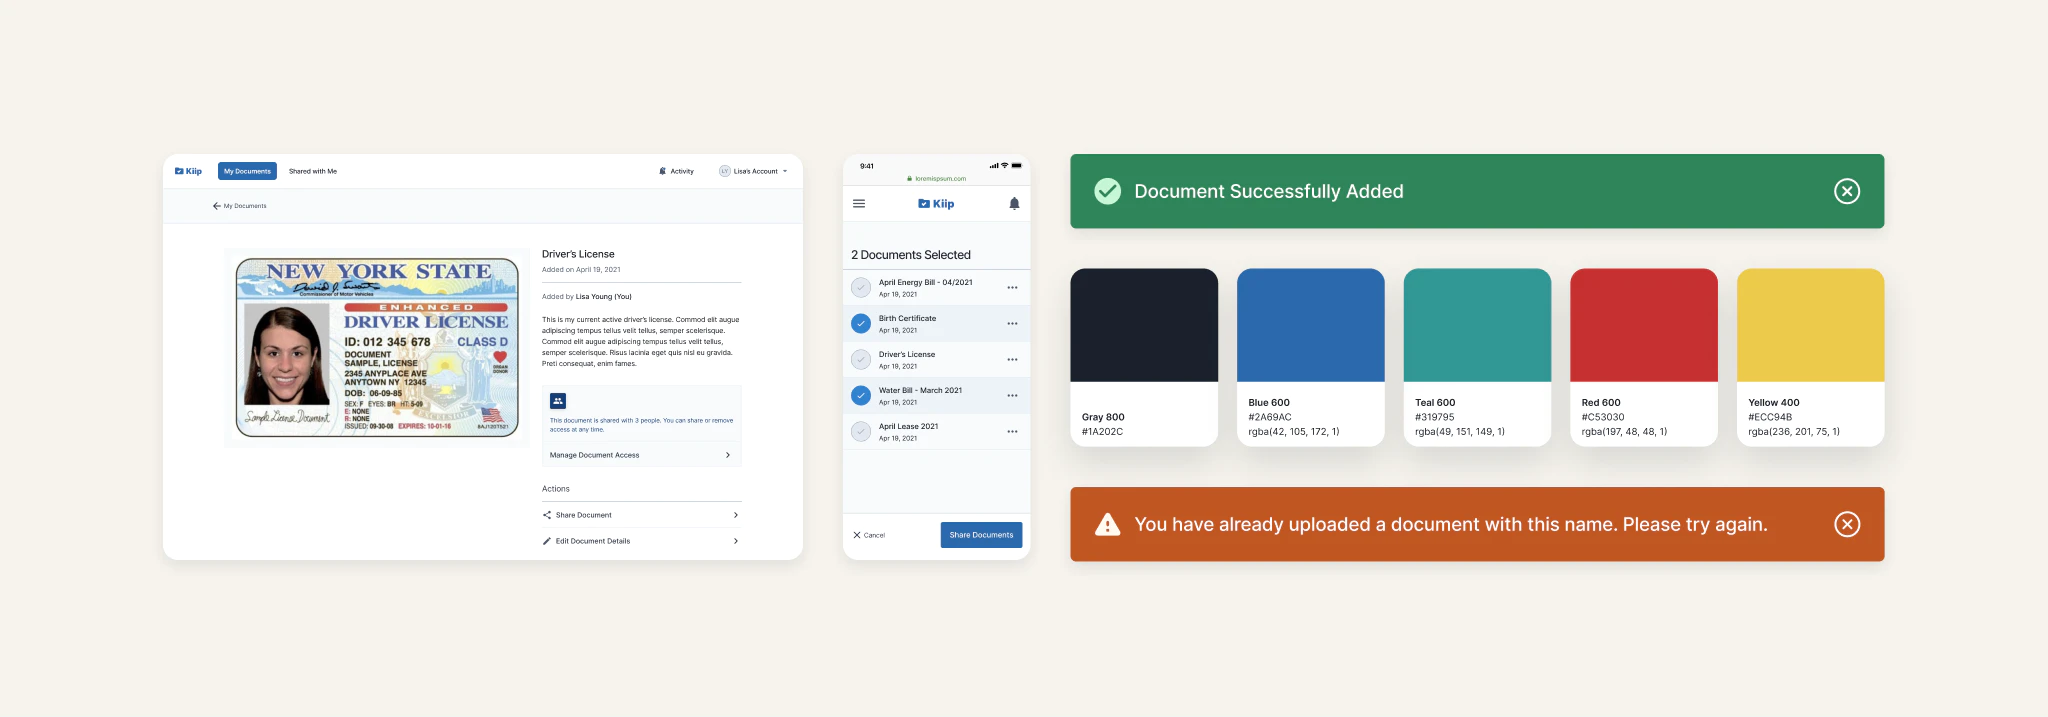 Kiip
My Documents
Shared with Me
Activity
LY
Lisa's Account
My Documents
NEW YORK STATE
Commissioner of Motor Vehicles
ENHANCED
DRIVER LICENSE
ID: 012 345 678
CLASS D
DOCUMENT
SAMPLE, LICENSE
2345 ANYPLACE AVE
ANYTOWN NY 12345
DOB: 06-09-85
SEX: F EYES: BR HT: 5-09
E: NONE
R: NONE
ISSUED: 09-30-08 EXPIRES: 10-01-16
ORGAN
DONOR
EXCELSIOR
Sample License Document
Driver's License
Added on April 19, 2021
Added by Lisa Young (You)
This is my current active driver's license. Commod elit augue
adipiscing tempus tellus velit tellus, semper scelerisque.
Commod elit augue adipiscing tempus tellus velit tellus,
semper scelerisque. Risus lacinia eget quis nisl eu gravida.
Preti consequat, enim fames.
This document is shared with 3 people. You can share or remove
access at any time.
Manage Document Access
Actions
Share Document
Edit Document Details
9:41
loremipsum.com
Kiip
2 Documents Selected
April Energy Bill - 04/2021
Apr 19, 2021
Birth Certificate
Apr 19, 2021
Driver's License
Apr 19, 2021
Water Bill - March 2021
Apr 19, 2021
April Lease 2021
Apr 19, 2021
Cancel
Share Documents
Document Successfully Added
Gray 800
#1A202C
Blue 600
#2A69AC
rgba(42, 105, 172, 1)
Teal 600
#319795
rgba(49, 151, 149, 1)
Red 600
#C53030
rgba(197, 48, 48, 1)
Yellow 400
#ECC94B
rgba(236, 201, 75, 1)
You have already uploaded a document with this name. Please try again.